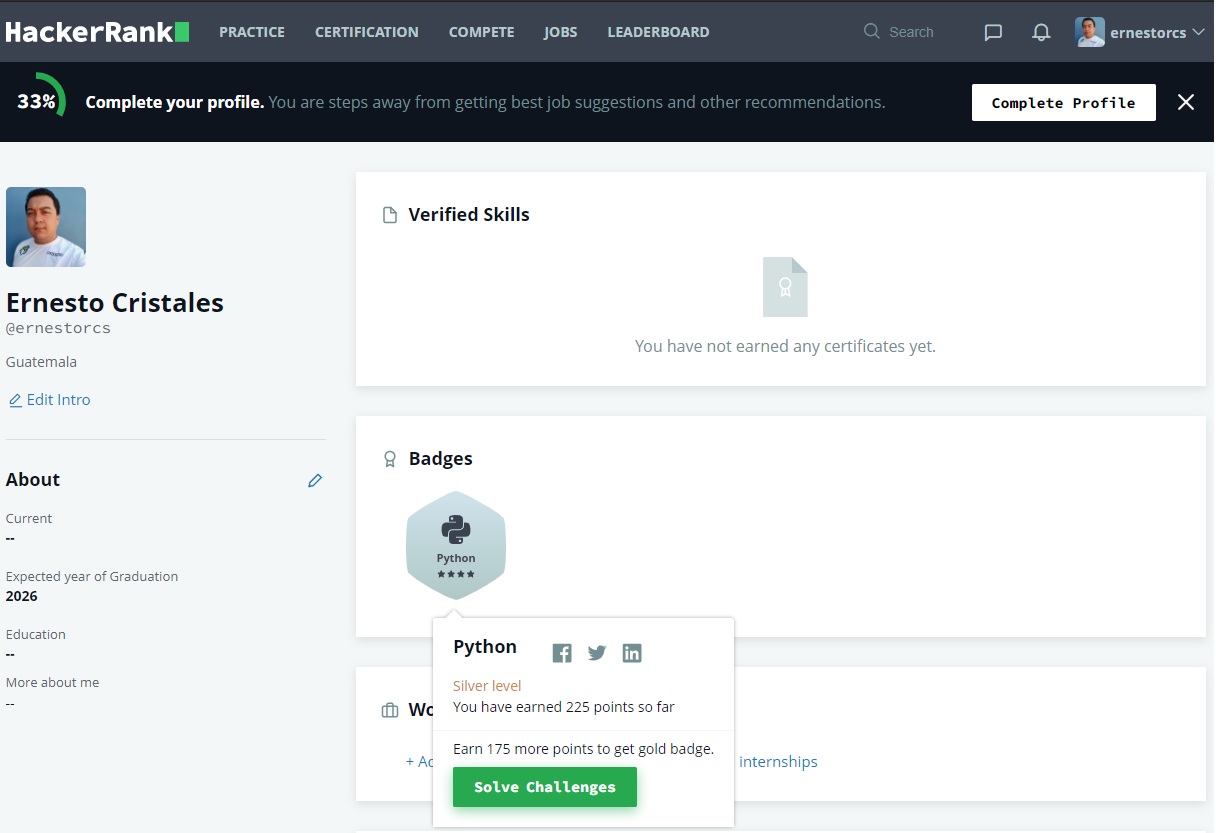 HackerRank
PRACTICE
CERTIFICATION
COMPETE
JOBS
LEADERBOARD
Search
ernestorcs
33%
Complete your profile. You are steps away from getting best job suggestions and other recommendations.
Complete Profile
Ernesto Cristales
@ernestorcs
Guatemala
Edit Intro
About
Current
--
Expected year of Graduation
2026
Education
--
More about me
--
Verified Skills
You have not earned any certificates yet.
Badges
Python
Python
Silver level
You have earned 225 points so far
Earn 175 more points to get gold badge.
Solve Challenges
Wo
+ Ad
internships